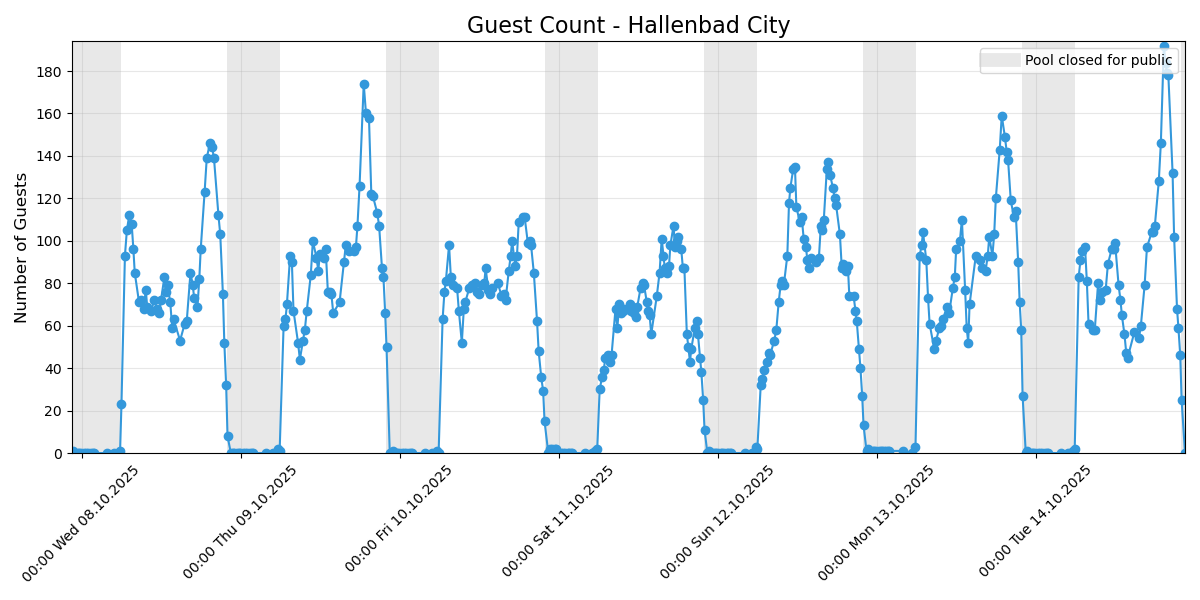 Guest Count - Hallenbad City
Pool closed for public
Number of Guests
180
160
140
120
100
80
60
40
20
0
00:00 Wed 08.10.2025
00:00 Thu 09.10.2025
00:00 Fri 10.10.2025
00:00 Sat 11.10.2025
00:00 Sun 12.10.2025
00:00 Mon 13.10.2025
00:00 Tue 14.10.2025